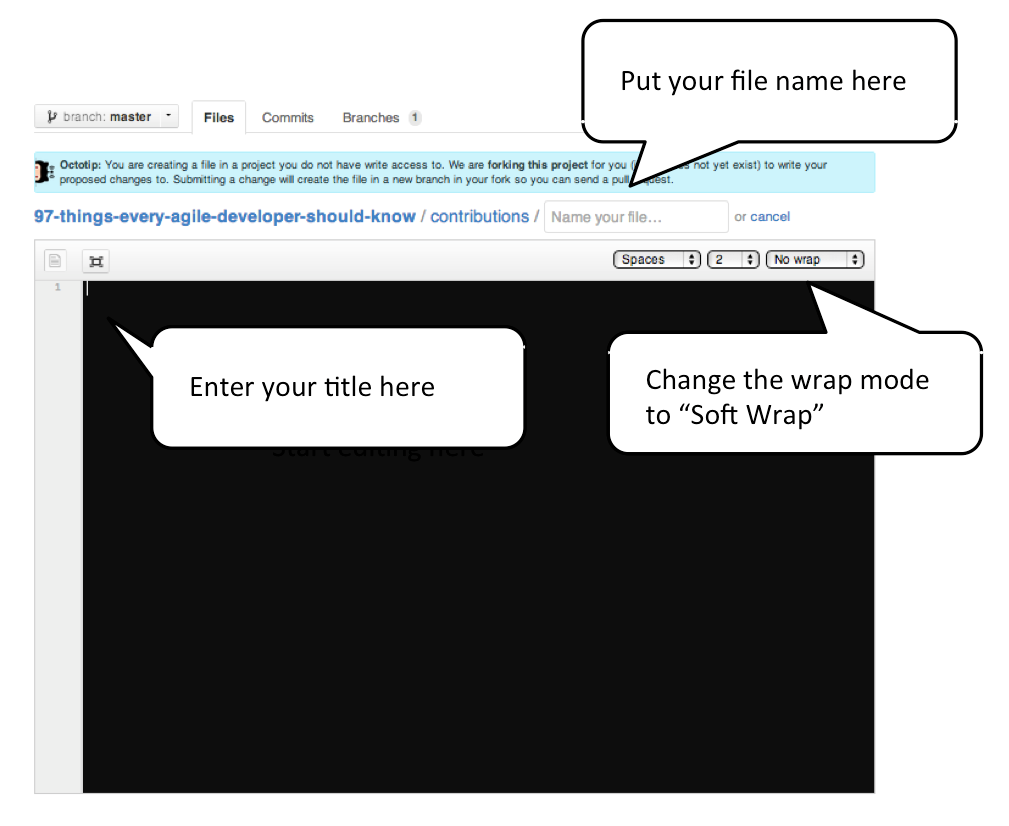 Put your file name here
branch: master
Files
Commits
Branches 1
Octotip: You are creating a file in a project you do not have write access to. We are forking this project for you (i not yet exist) to write your
proposed changes to. Submitting a change will create the file in a new branch in your fork so you can send a pull request.
97-things-every-agile-developer-should-know / contributions / Name your file... or cancel
Spaces 2 No wrap
1
Enter your title here
Change the wrap mode
to “Soft Wrap”
Start editing here